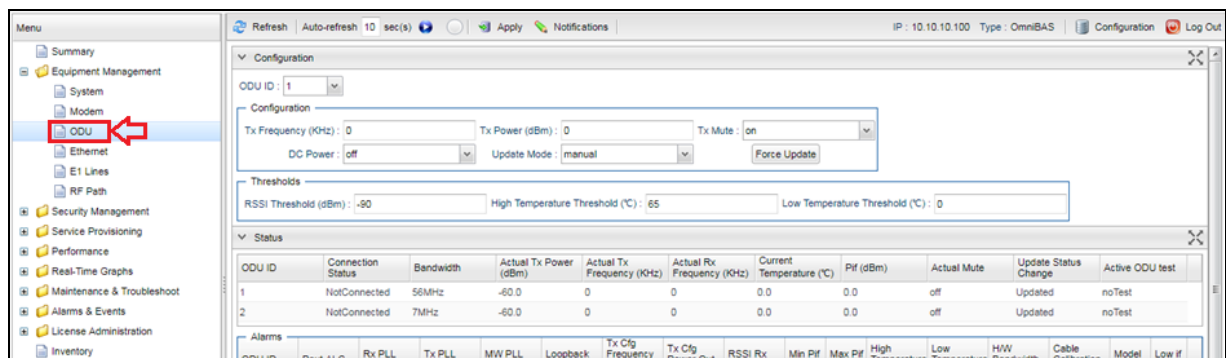 Menu
Refresh Auto-refresh 10 sec(s) Apply Notifications IP : 10.10.10.100 Type : OmniBAS Configuration Log Out
Summary
Equipment Management
System
Modem
ODU
Ethernet
E1 Lines
RF Path
Security Management
Service Provisioning
Performance
Real-Time Graphs
Maintenance & Troubleshoot
Alarms & Events
License Administration
Inventory
Configuration
ODU ID : 1
Configuration
Tx Frequency (KHz) : 0 Tx Power (dBm) : 0 Tx Mute : on
DC Power : off Update Mode : manual Force Update
Thresholds
RSSI Threshold (dBm) : -90 High Temperature Threshold (℃) : 65 Low Temperature Threshold (℃) : 0
Status
ODU ID Connection Status Bandwidth Actual Tx Power (dBm) Actual Tx Frequency (KHz) Actual Rx Frequency (KHz) Current Temperature (℃) Pif (dBm) Actual Mute Update Status Change Active ODU test
1 NotConnected 56MHz -60.0 0 0 0.0 0.0 off Updated noTest
2 NotConnected 7MHz -60.0 0 0 0.0 0.0 off Updated noTest
Alarms
Rx PLL Tx PLL MW PLL Loopback Tx Cfg Frequency Tx Cfg RSSI Rx Min Pif Max Pif High Low H/W Cable Model Low if